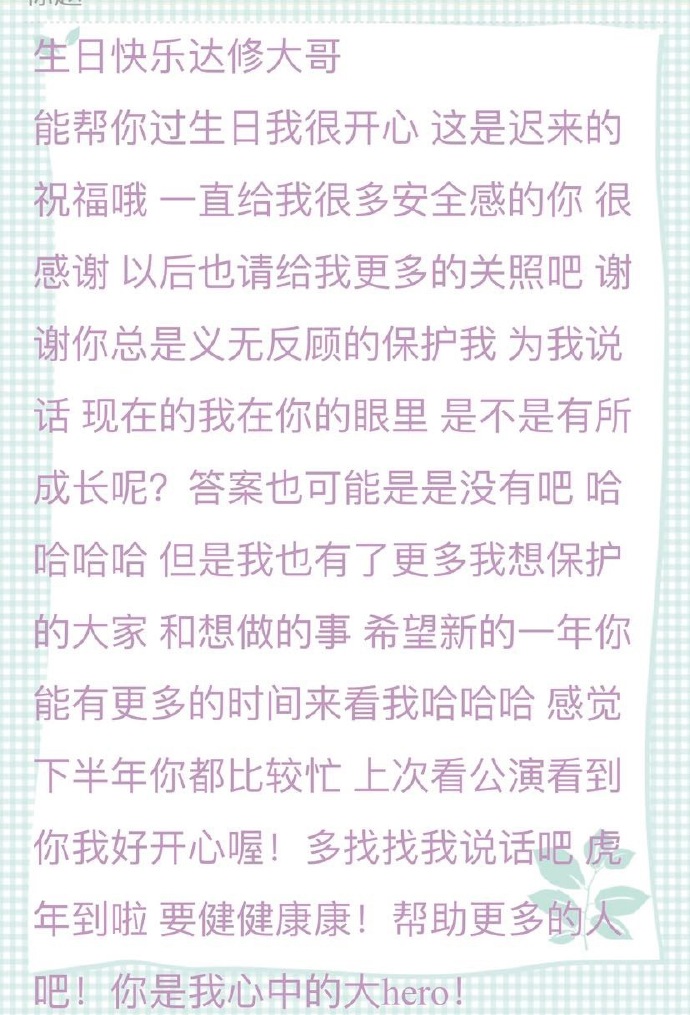 生日快乐达修大哥
能帮你过生日我很开心 这是迟来的
祝福哦 一直给我很多安全感的你 很
感谢 以后也请给我更多的关照吧 谢
谢你总是义无反顾的保护我 为我说
话 现在的我在你的眼里 是不是有所
成长呢？答案也可能是是没有吧 哈
哈哈哈 但是我也有了更多我想保护
的大家 和想做的事 希望新的一年你
能有更多的时间来看我哈哈哈 感觉
下半年你都比较忙 上次看公演看到
你我好开心喔！多找找我说话吧 虎
年到啦 要健健康康！帮助更多的人
吧！你是我心中的大hero！